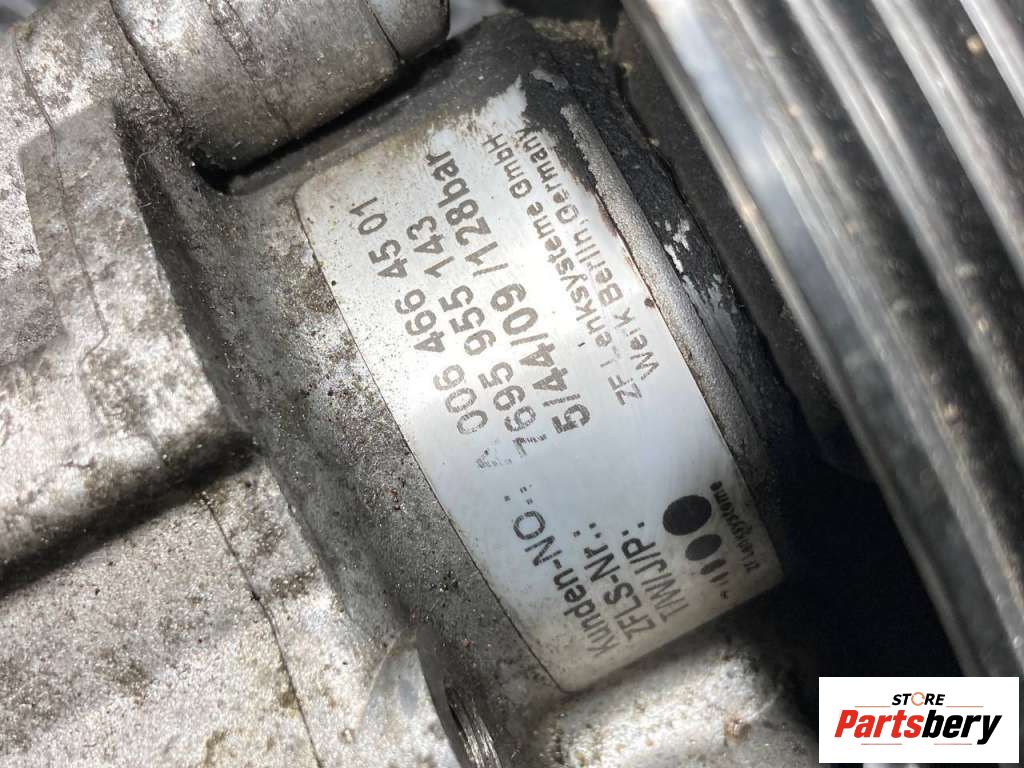 Kunden-NO.: A 006 466 45 01
ZFLS-Nr.: 7695 955 143
T/W/J/P: 5/44/09 /128bar
ZF Lenksysteme GmbH
Werk Berlin Germany
Lenksysteme
STORE
Partsbery